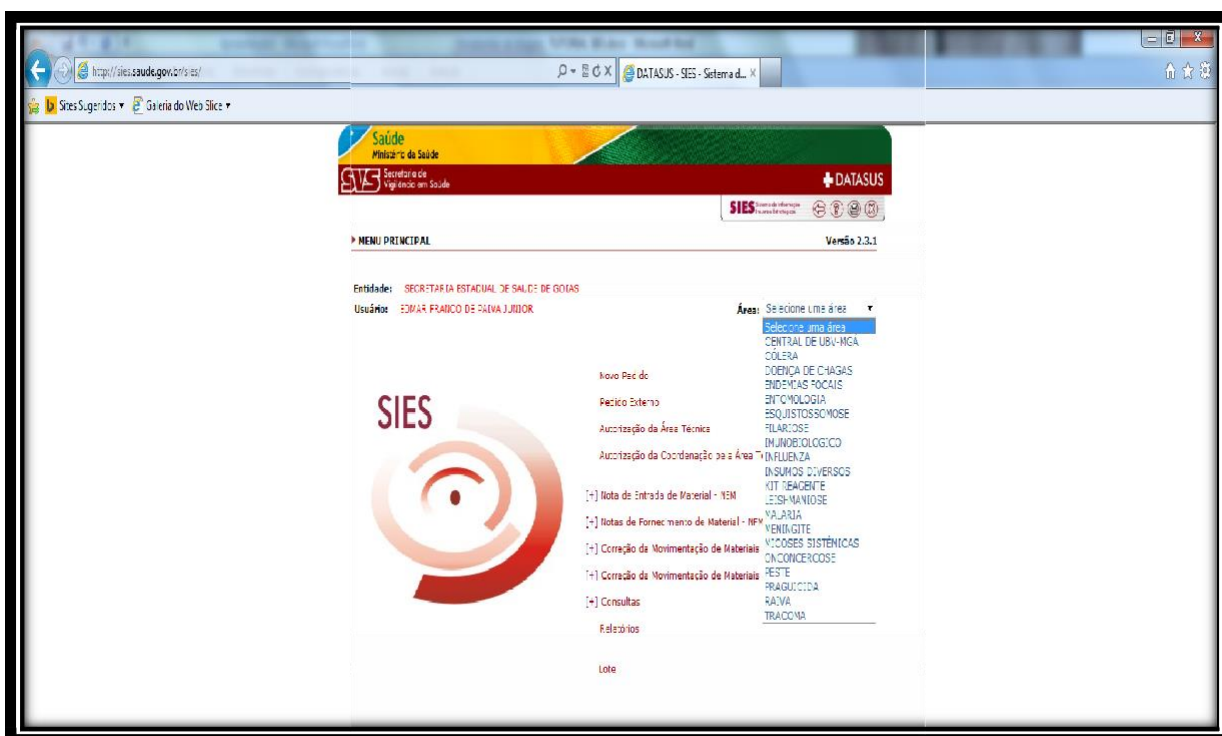 http://sies.saude.gov.br/sies/
DATASUS - SIES - Sistema d...
Sites Sugeridos
Galeria do Web Slice
Saúde
Ministério da Saúde
SVS Secretaria de
Vigilância em Saúde
DATASUS
SIES
MENU PRINCIPAL
Versão 2.3.1
Entidade: SECRETARIA ESTADUAL DE SAUDE DE GOIAS
Usuário: EDMAR FRANCO DE PAIVA JUNIOR
Área: Selecione uma área
Selecione uma área
CENTRAL DE UBV-MGÁ
CÓLERA
DOENÇA DE CHAGAS
ENDEMIAS FOCAIS
ENTOMOLOGIA
ESQUISTOSSOMOSE
FILARIOSE
IMUNOBIOLOGICO
INFLUENZA
INSUMOS DIVERSOS
KIT REAGENTE
LEISHMANIOSE
MALARIA
MENINGITE
MICOSES SISTÊMICAS
ONCONCERCOSE
PESTE
PRAGUICIDA
RAIVA
TRACOMA
SIES
Novo Pedido
Pedido Externo
Autorização da Área Técnica
Autorização da Coordenação pela Área
[+] Nota de Entrada de Material - NEM
[+] Notas de Fornecimento de Material - NFM
[+] Correção da Movimentação de Materiais
[+] Correção da Movimentação de Materiais
[+] Consultas
Relatórios
Lote